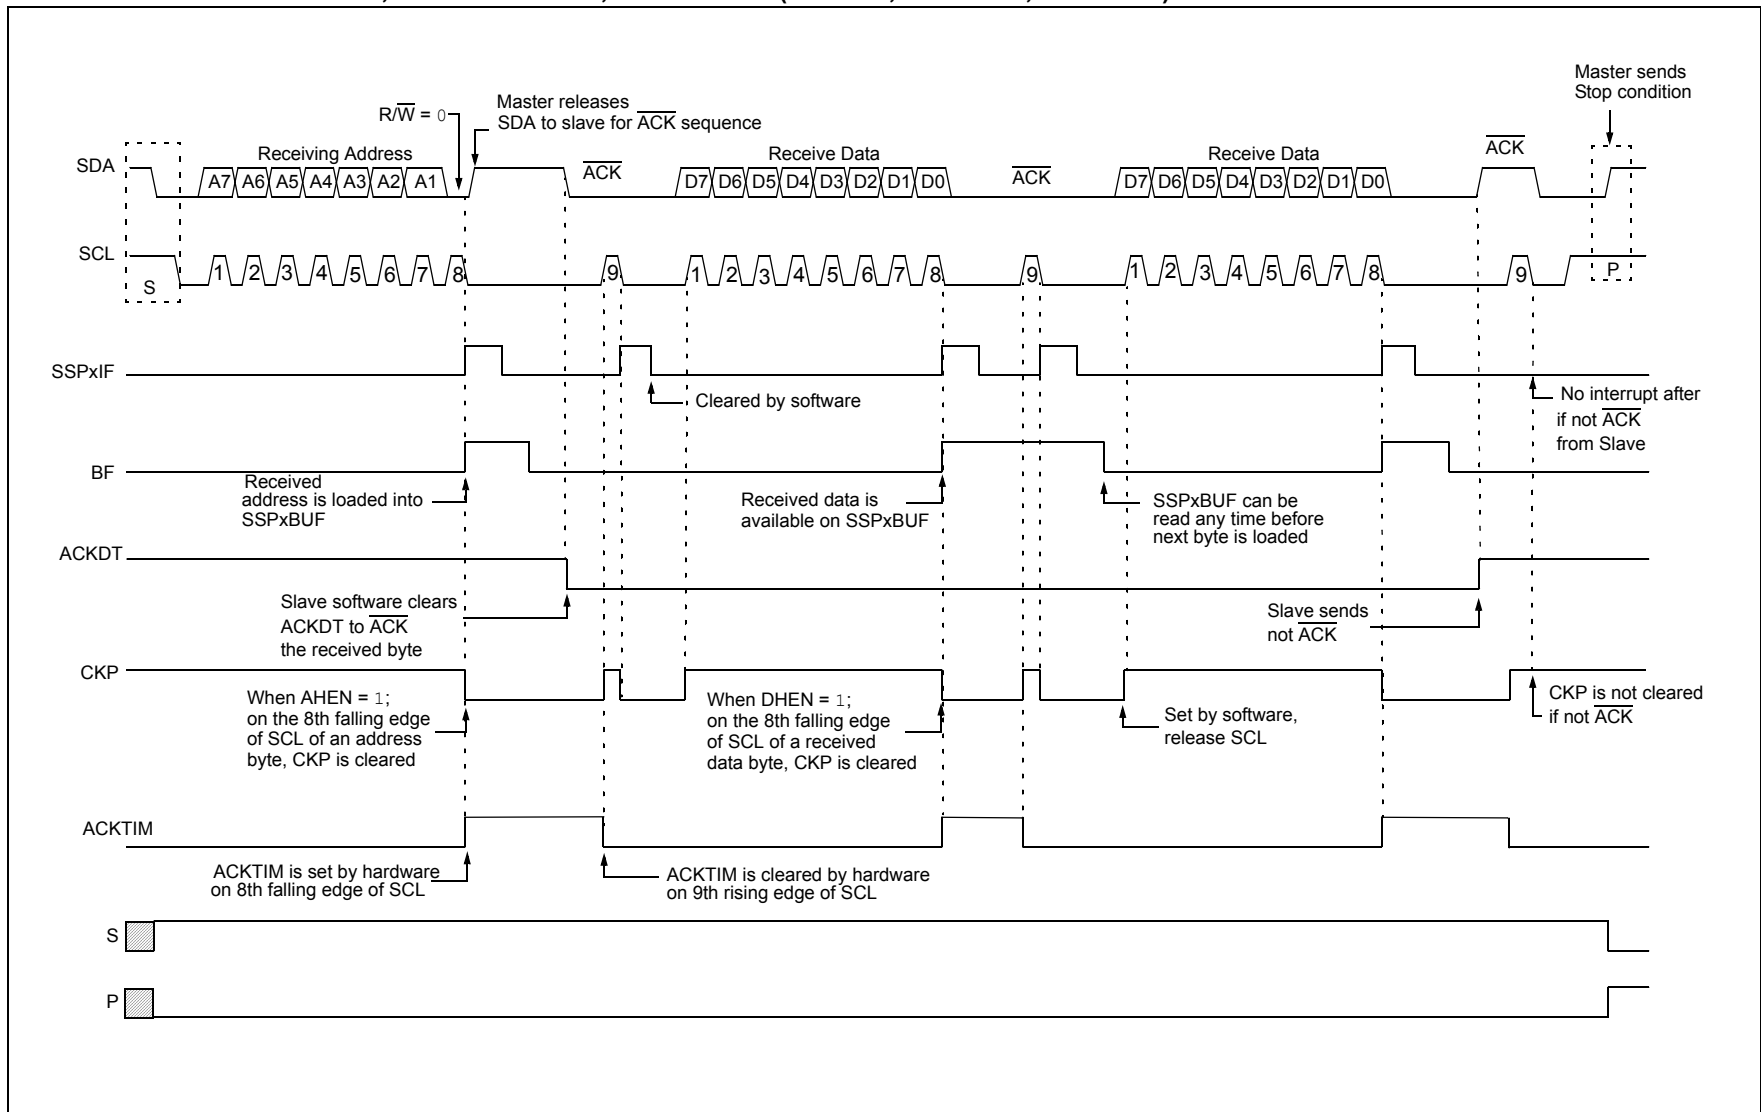 Master sends
Stop condition
Master releases
SDA to slave for ACK sequence
R/W = 0
SDA
Receiving Address
ACK
Receive Data
ACK
Receive Data
ACK
A7 A6 A5 A4 A3 A2 A1
D7 D6 D5 D4 D3 D2 D1 D0
D7 D6 D5 D4 D3 D2 D1 D0
SCL
S
1 2 3 4 5 6 7 8
9
1 2 3 4 5 6 7 8
9
1 2 3 4 5 6 7 8
9
P
SSPxIF
Cleared by software
No interrupt after
if not ACK
from Slave
BF
Received
address is loaded into
SSPxBUF
Received data is
available on SSPxBUF
SSPxBUF can be
read any time before
next byte is loaded
ACKDT
Slave software clears
ACKDT to ACK
the received byte
Slave sends
not ACK
CKP
When AHEN = 1;
on the 8th falling edge
of SCL of an address
byte, CKP is cleared
When DHEN = 1;
on the 8th falling edge
of SCL of a received
data byte, CKP is cleared
Set by software,
release SCL
CKP is not cleared
if not ACK
ACKTIM
ACKTIM is set by hardware
on 8th falling edge of SCL
ACKTIM is cleared by hardware
on 9th rising edge of SCL
S
P